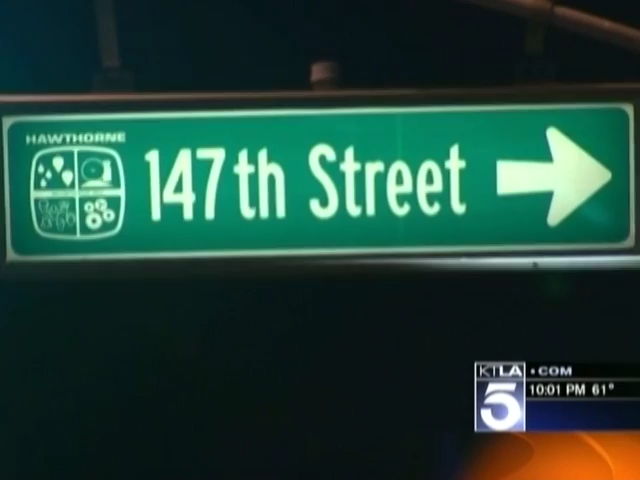 HAWTHORNE
147th Street
KTLA • COM
5
10:01 PM 61°